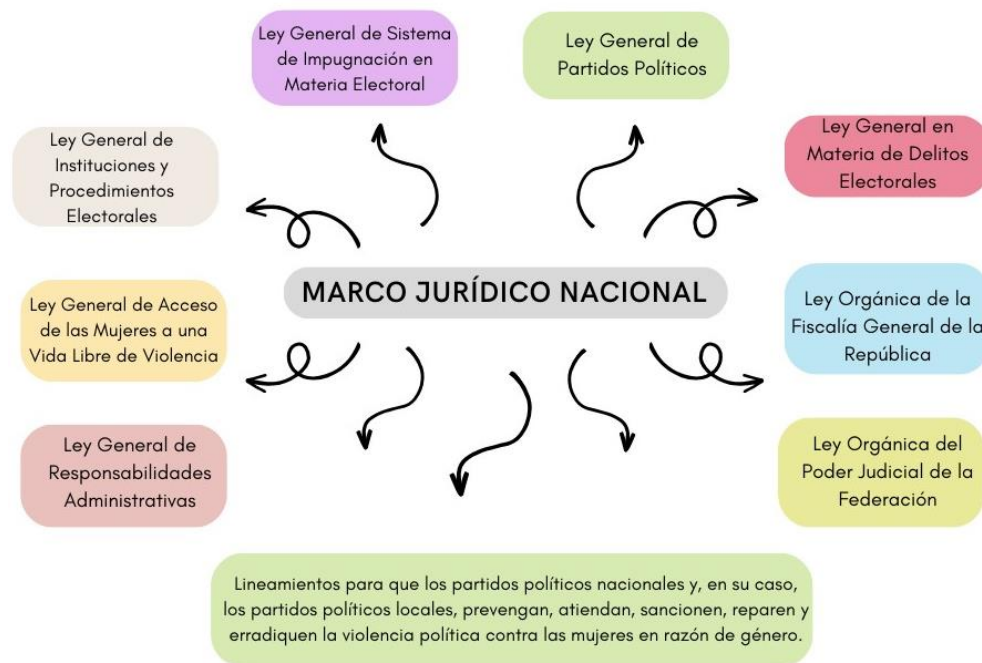 Ley General de Sistema
de Impugnación en
Materia Electoral
Ley General de
Partidos Políticos
Ley General de
Instituciones y
Procedimientos
Electorales
Ley General en
Materia de Delitos
Electorales
MARCO JURÍDICO NACIONAL
Ley General de Acceso
de las Mujeres a una
Vida Libre de Violencia
Ley Orgánica de la
Fiscalía General de la
República
Ley General de
Responsabilidades
Administrativas
Ley Orgánica del
Poder Judicial de la
Federación
Lineamientos para que los partidos políticos nacionales y, en su caso,
los partidos políticos locales, prevengan, atiendan, sancionen, reparen y
erradiquen la violencia política contra las mujeres en razón de género.